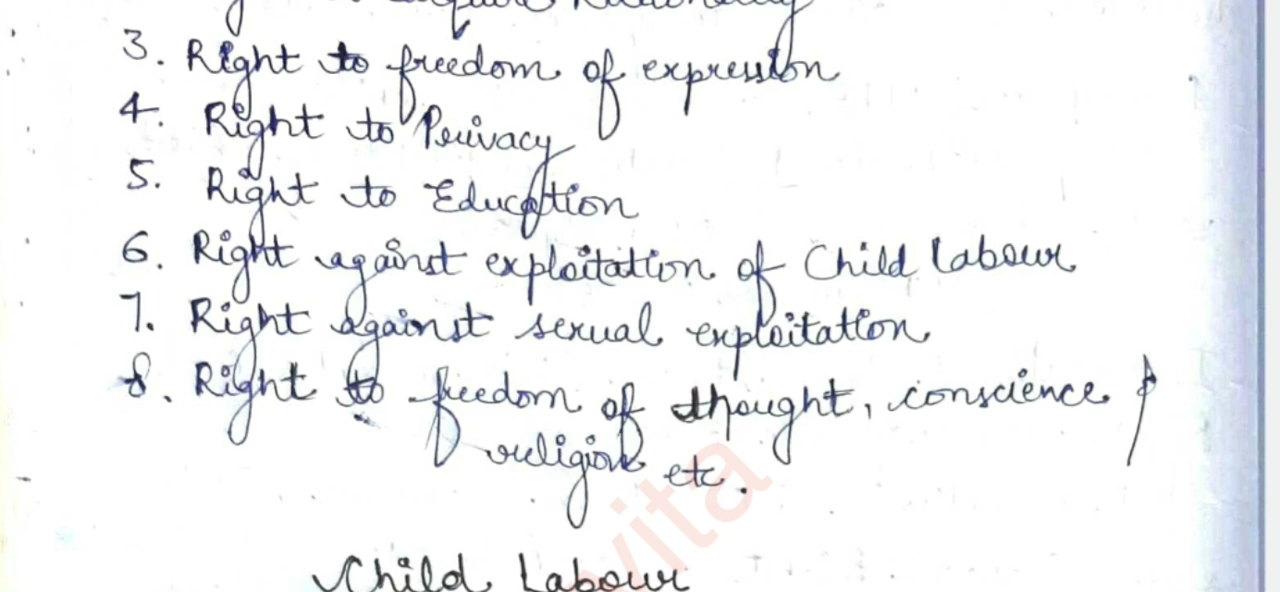 3. Right to freedom of expression
4. Right to Privacy
5. Right to Education
6. Right against exploitation of Child labour
7. Right against sexual exploitation
8. Right to freedom of thought, conscience &
religion etc.
Child Labour